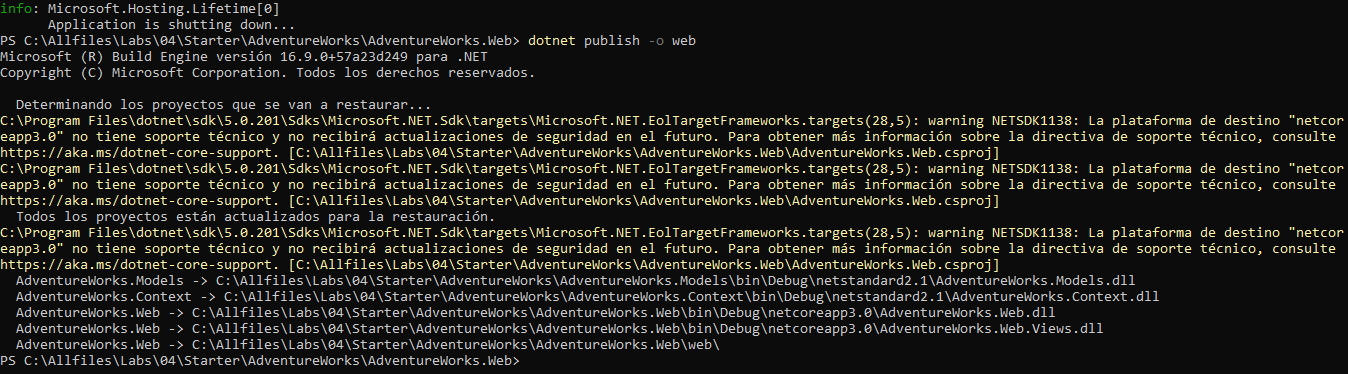 info: Microsoft.Hosting.Lifetime[0]
      Application is shutting down...
PS C:\Allfiles\Labs\04\Starter\AdventureWorks\AdventureWorks.Web> dotnet publish -o web
Microsoft (R) Build Engine versión 16.9.0+57a23d249 para .NET
Copyright (C) Microsoft Corporation. Todos los derechos reservados.

  Determinando los proyectos que se van a restaurar...
C:\Program Files\dotnet\sdk\5.0.201\Sdks\Microsoft.NET.Sdk\targets\Microsoft.NET.EolTargetFrameworks.targets(28,5): warning NETSDK1138: La plataforma de destino "netcor
eapp3.0" no tiene soporte técnico y no recibirá actualizaciones de seguridad en el futuro. Para obtener más información sobre la directiva de soporte técnico, consulte
https://aka.ms/dotnet-core-support. [C:\Allfiles\Labs\04\Starter\AdventureWorks\AdventureWorks.Web\AdventureWorks.Web.csproj]
C:\Program Files\dotnet\sdk\5.0.201\Sdks\Microsoft.NET.Sdk\targets\Microsoft.NET.EolTargetFrameworks.targets(28,5): warning NETSDK1138: La plataforma de destino "netcor
eapp3.0" no tiene soporte técnico y no recibirá actualizaciones de seguridad en el futuro. Para obtener más información sobre la directiva de soporte técnico, consulte
https://aka.ms/dotnet-core-support. [C:\Allfiles\Labs\04\Starter\AdventureWorks\AdventureWorks.Web\AdventureWorks.Web.csproj]
  Todos los proyectos están actualizados para la restauración.
C:\Program Files\dotnet\sdk\5.0.201\Sdks\Microsoft.NET.Sdk\targets\Microsoft.NET.EolTargetFrameworks.targets(28,5): warning NETSDK1138: La plataforma de destino "netcor
eapp3.0" no tiene soporte técnico y no recibirá actualizaciones de seguridad en el futuro. Para obtener más información sobre la directiva de soporte técnico, consulte
https://aka.ms/dotnet-core-support. [C:\Allfiles\Labs\04\Starter\AdventureWorks\AdventureWorks.Web\AdventureWorks.Web.csproj]
  AdventureWorks.Models -> C:\Allfiles\Labs\04\Starter\AdventureWorks\AdventureWorks.Models\bin\Debug\netstandard2.1\AdventureWorks.Models.dll
  AdventureWorks.Context -> C:\Allfiles\Labs\04\Starter\AdventureWorks\AdventureWorks.Context\bin\Debug\netstandard2.1\AdventureWorks.Context.dll
  AdventureWorks.Web -> C:\Allfiles\Labs\04\Starter\AdventureWorks\AdventureWorks.Web\bin\Debug\netcoreapp3.0\AdventureWorks.Web.dll
  AdventureWorks.Web -> C:\Allfiles\Labs\04\Starter\AdventureWorks\AdventureWorks.Web\bin\Debug\netcoreapp3.0\AdventureWorks.Web.Views.dll
  AdventureWorks.Web -> C:\Allfiles\Labs\04\Starter\AdventureWorks\AdventureWorks.Web\web\
PS C:\Allfiles\Labs\04\Starter\AdventureWorks\AdventureWorks.Web>